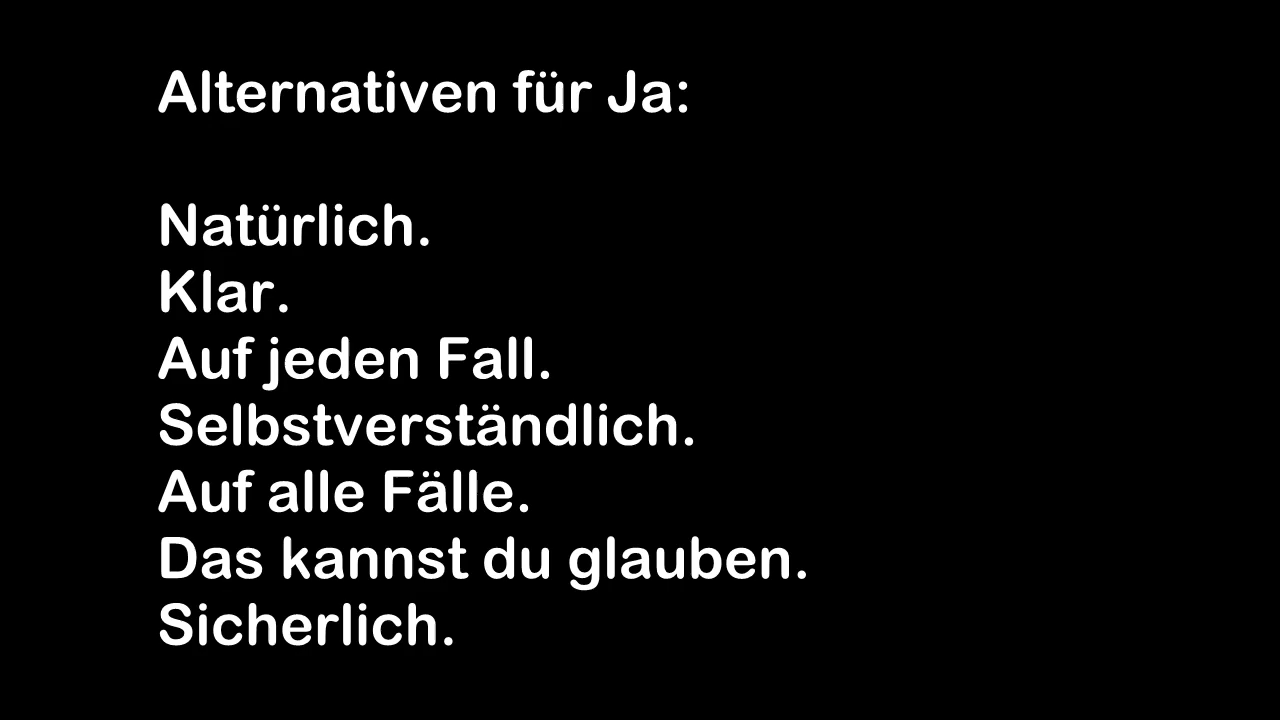 Alternativen für Ja:
Natürlich.
Klar.
Auf jeden Fall.
Selbstverständlich.
Auf alle Fälle.
Das kannst du glauben.
Sicherlich.